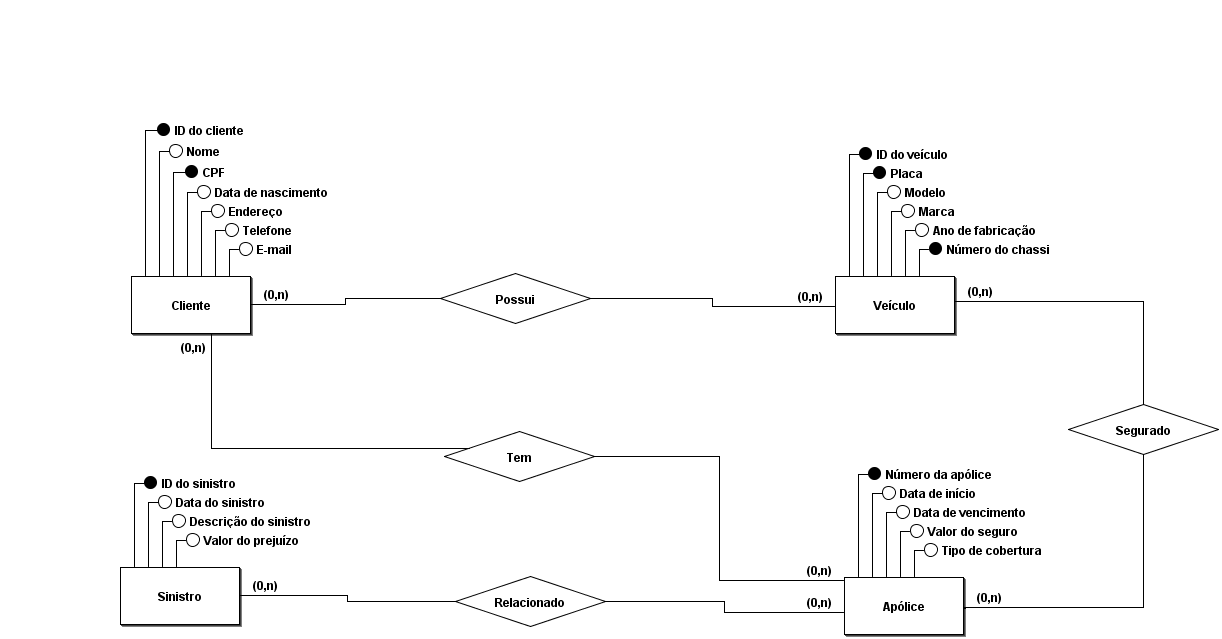 ID do cliente
Nome
CPF
Data de nascimento
Endereço
Telefone
E-mail
Cliente
(0,n)
(0,n)
Possui
(0,n)
ID do veículo
Placa
Modelo
Marca
Ano de fabricação
Número do chassi
Veículo
(0,n)
Segurado
Tem
ID do sinistro
Data do sinistro
Descrição do sinistro
Valor do prejuízo
Sinistro
(0,n)
Relacionado
(0,n)
(0,n)
Número da apólice
Data de início
Data de vencimento
Valor do seguro
Tipo de cobertura
Apólice
(0,n)